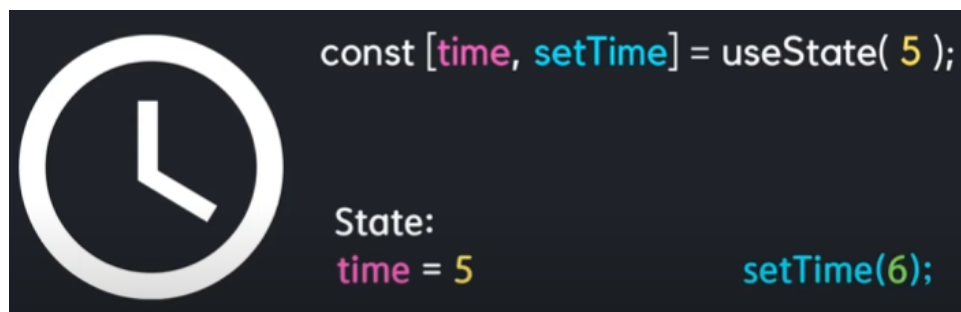 const [time, setTime] = useState( 5 );
State:
time = 5
setTime(6);